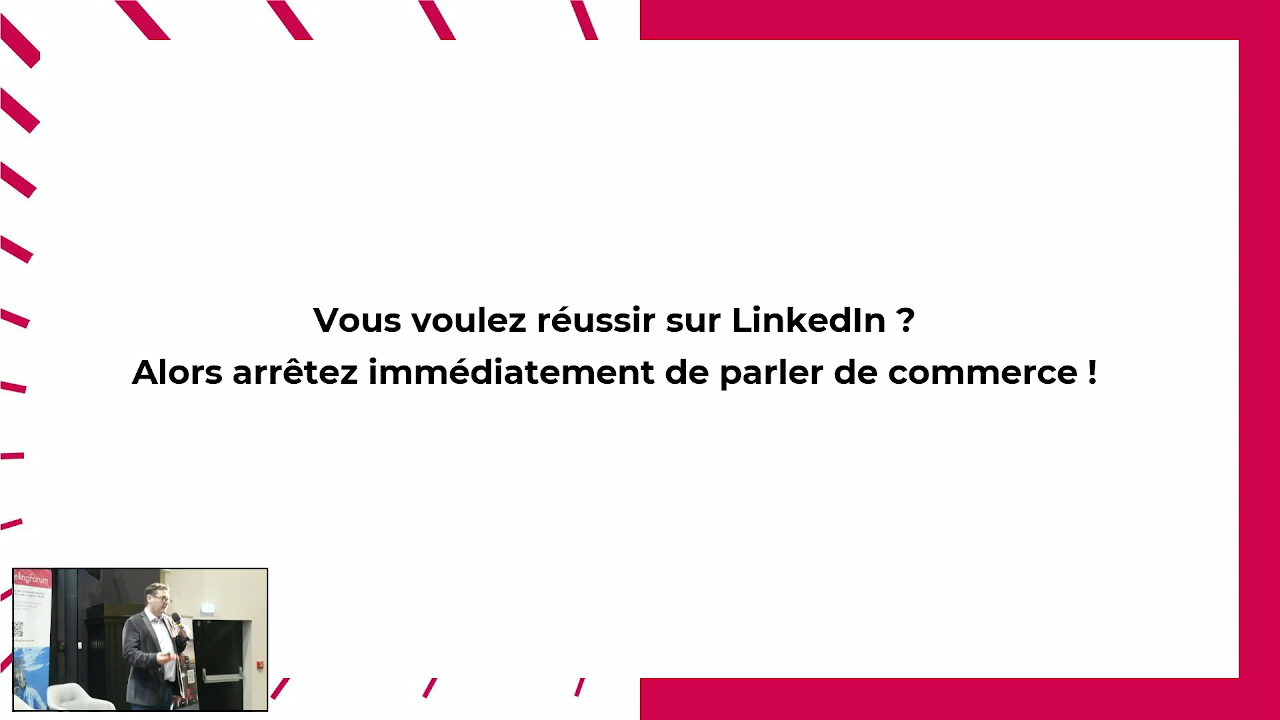 Vous voulez réussir sur LinkedIn ?
Alors arrêtez immédiatement de parler de commerce !